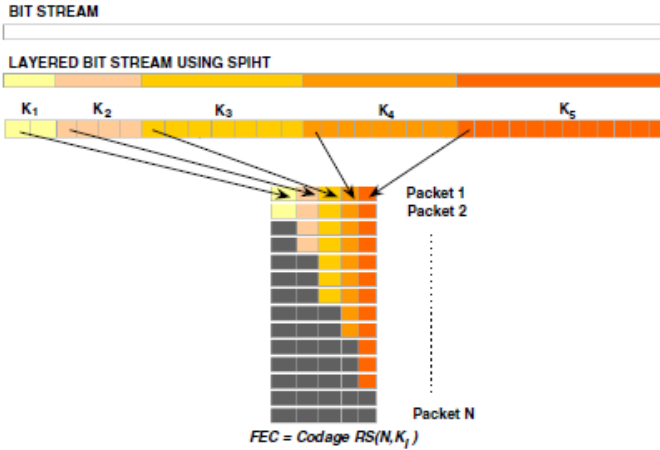 BIT STREAM
LAYERED BIT STREAM USING SPIHT
K1 K2 K3 K4 K5
Packet 1
Packet 2
Packet N
FEC = Codage RS(N,Kl )